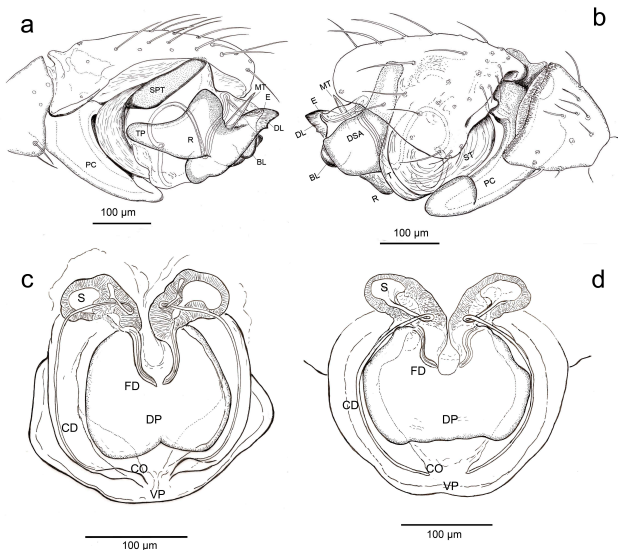 a
SPT
MT
E
DL
TP
R
BL
PC
100 µm
b
MT
E
DL
DSA
BL
T
R
ST
PC
100 µm
c
S
FD
DP
CD
CO
VP
100 µm
d
S
FD
CD
DP
CO
VP
100 µm